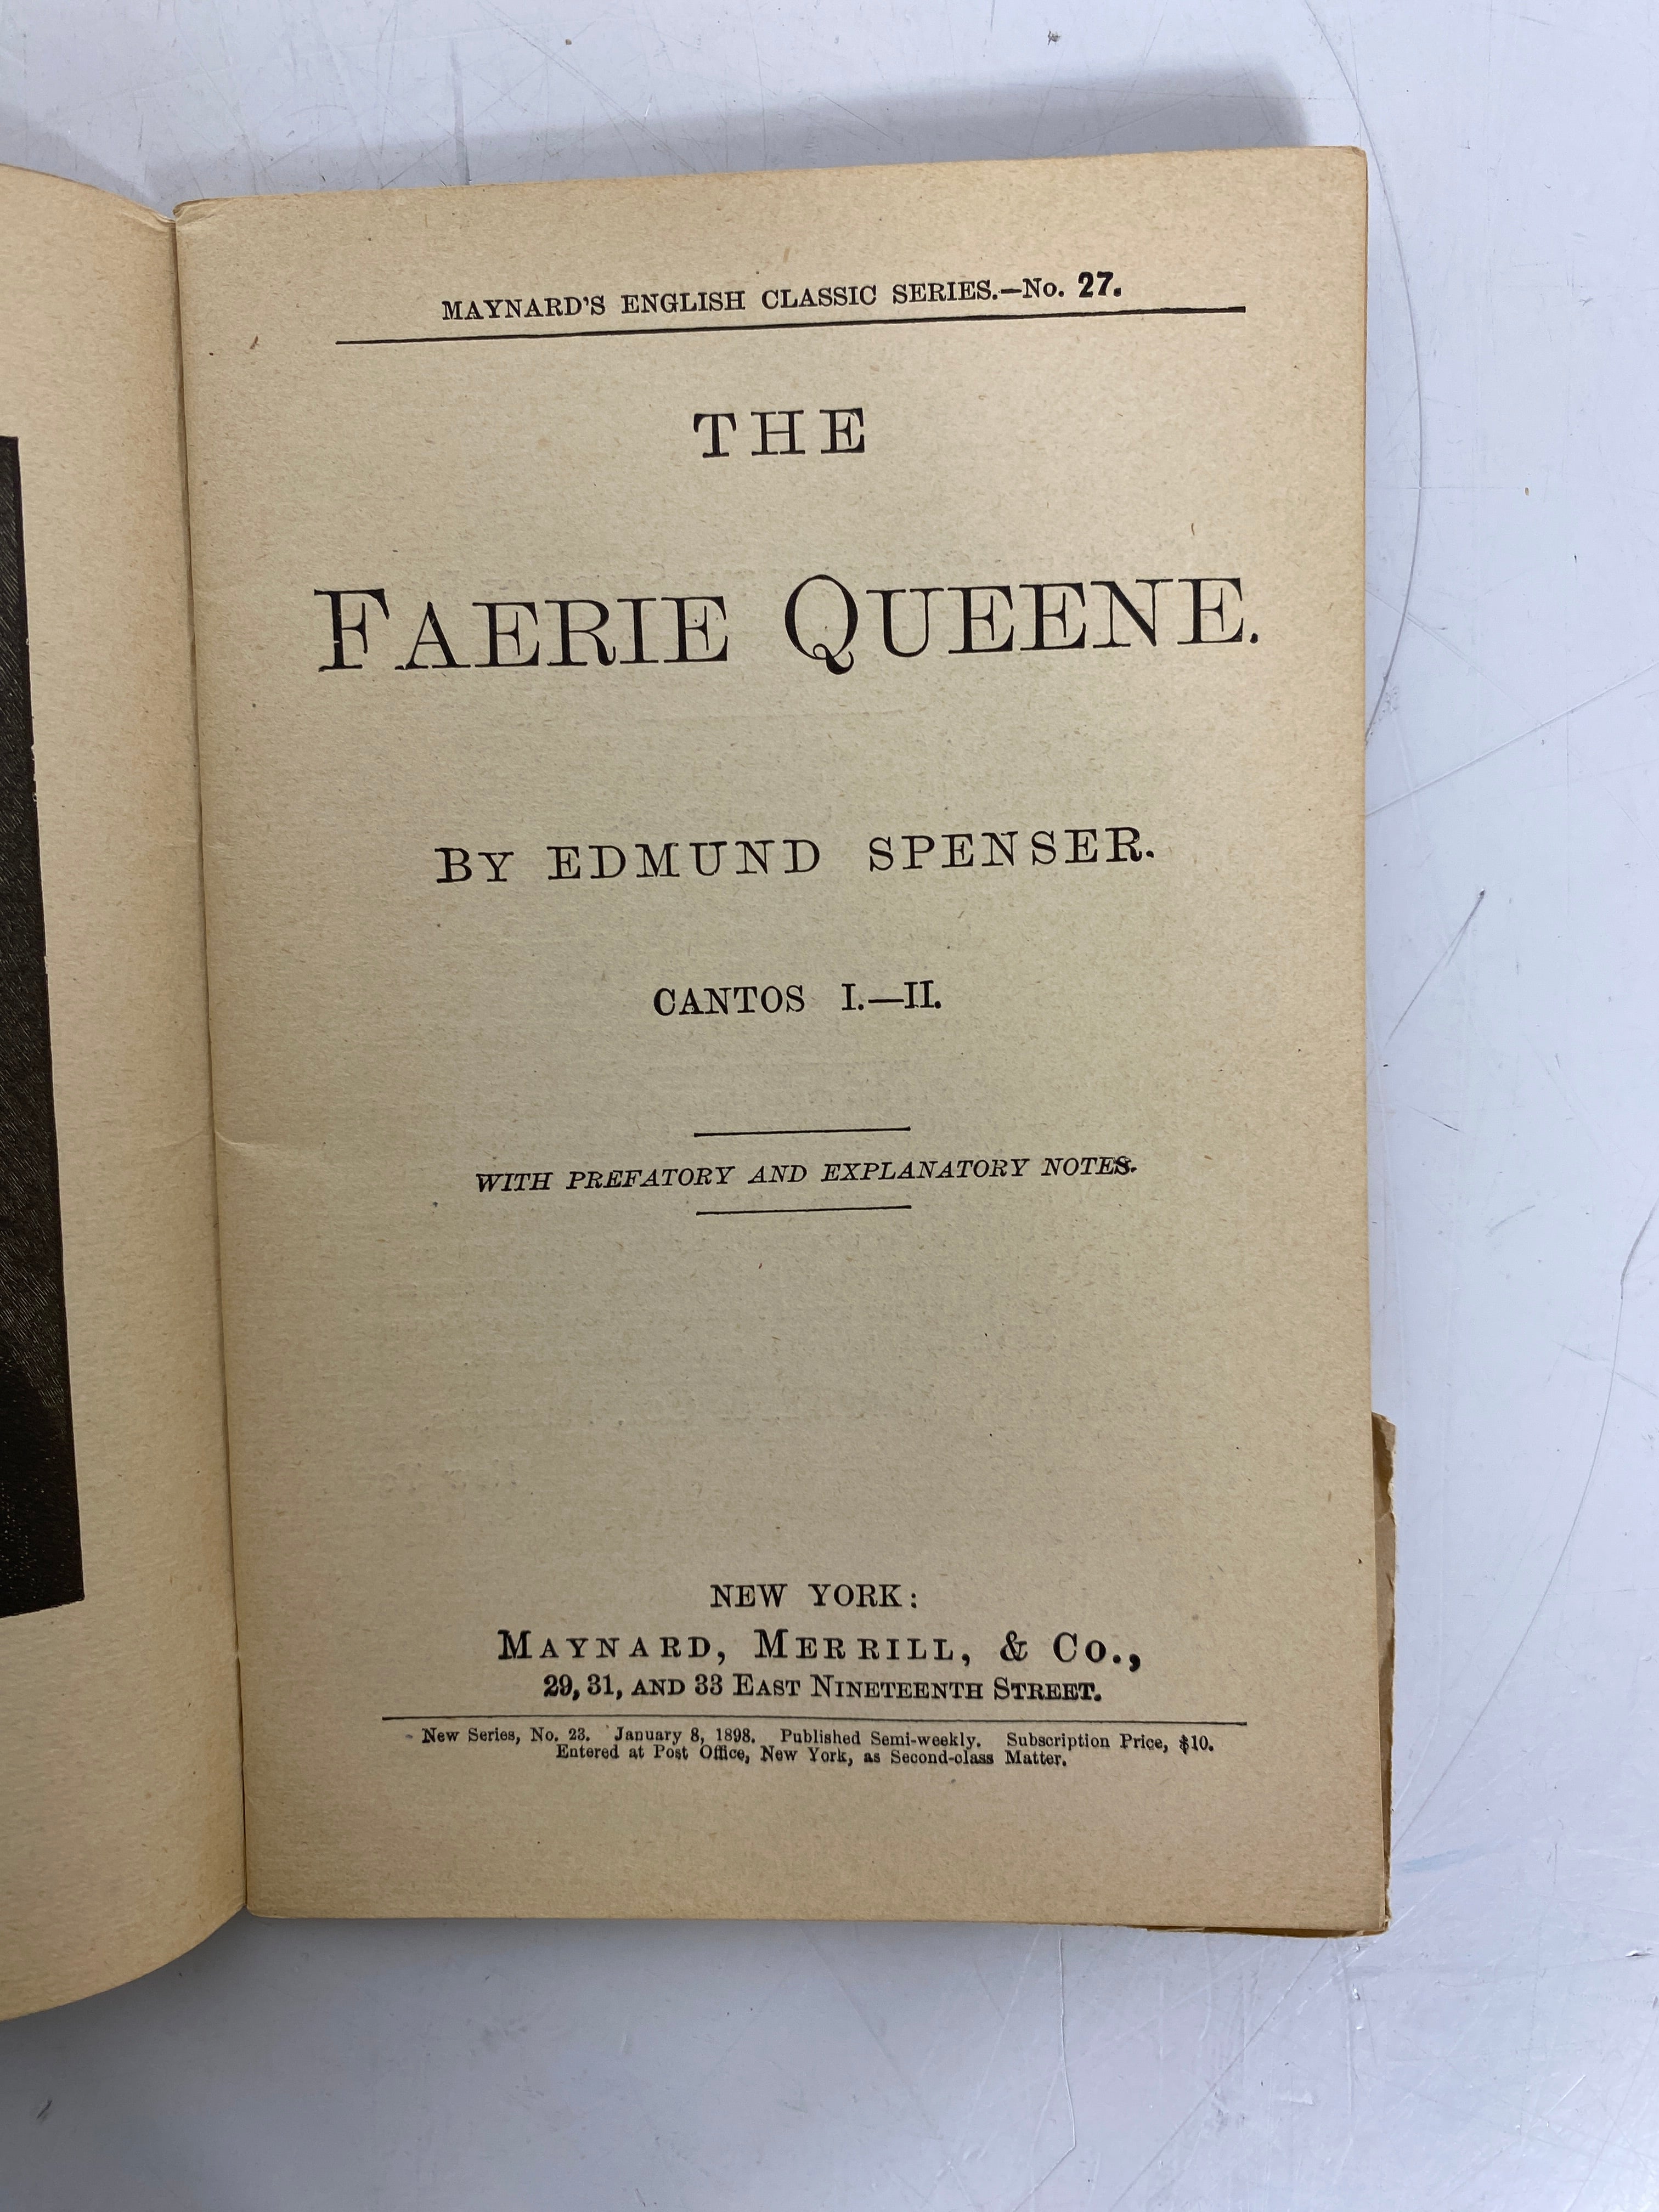 MAYNARD'S ENGLISH CLASSIC SERIES.—No. 27.
THE
FAERIE QUEENE.
BY EDMUND SPENSER.
CANTOS I.—II.
WITH PREFATORY AND EXPLANATORY NOTES.
NEW YORK:
MAYNARD, MERRILL, & Co.,
29, 31, AND 33 EAST NINETEENTH STREET.
New Series, No. 23. January 8, 1898. Published Semi-weekly. Subscription Price, $10.
Entered at Post Office, New York, as Second-class Matter.